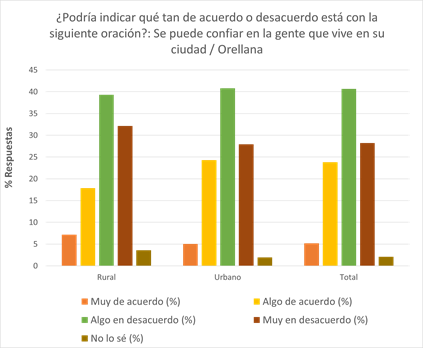 ¿Podría indicar qué tan de acuerdo o desacuerdo está con la
siguiente oración?: Se puede confiar en la gente que vive en su
ciudad / Orellana
45
40
35
30
25
20
15
10
5
0
% Respuestas
Rural Urbano Total
Muy de acuerdo (%) Algo de acuerdo (%)
Algo en desacuerdo (%) Muy en desacuerdo (%)
No lo sé (%)